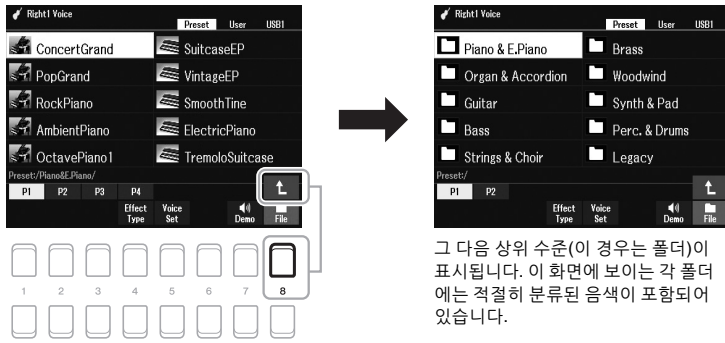 Right1 Voice
Preset User USB1
ConcertGrand SuitcaseEP
PopGrand VintageEP
RockPiano SmoothTine
AmbientPiano ElectricPiano
OctavePiano1 TremoloSuitcase
Preset:/Piano&E.Piano/
P1 P2 P3 P4
Effect Type Voice Set Demo File
1 2 3 4 5 6 7 8
Right1 Voice
Preset User USB1
Piano & E.Piano Brass
Organ & Accordion Woodwind
Guitar Synth & Pad
Bass Perc. & Drums
Strings & Choir Legacy
Preset:/
P1 P2
Effect Type Voice Set Demo File
그 다음 상위 수준(이 경우는 폴더)이
표시됩니다. 이 화면에 보이는 각 폴더
에는 적절히 분류된 음색이 포함되어
있습니다.